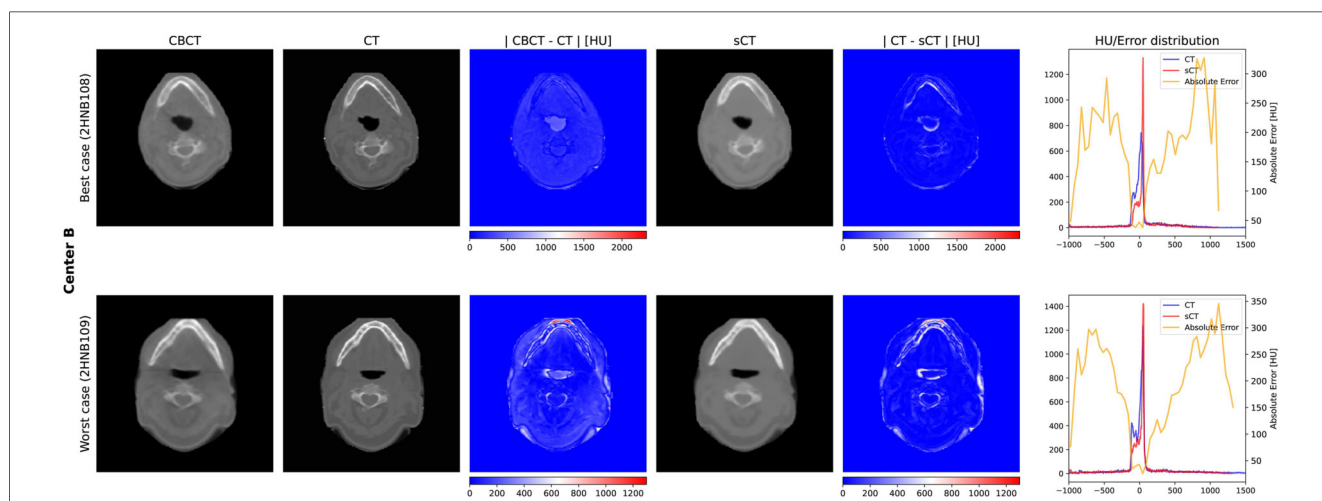 CBCT
CT
| CBCT - CT | [HU]
sCT
| CT - sCT | [HU]
HU/Error distribution
Center B
Best case (2HNB108)
0 500 1000 1500 2000
0 500 1000 1500 2000
1200
1000
800
600
400
200
0
-1000 -500 0 500 1000 1500
300
250
200
150
100
50
Absolute Error [HU]
CT
sCT
Absolute Error
Worst case (2HNB109)
0 200 400 600 800 1000 1200
0 200 400 600 800 1000 1200
1400
1200
1000
800
600
400
200
0
-1000 -500 0 500 1000 1500
350
300
250
200
150
100
50
Absolute Error [HU]
CT
sCT
Absolute Error